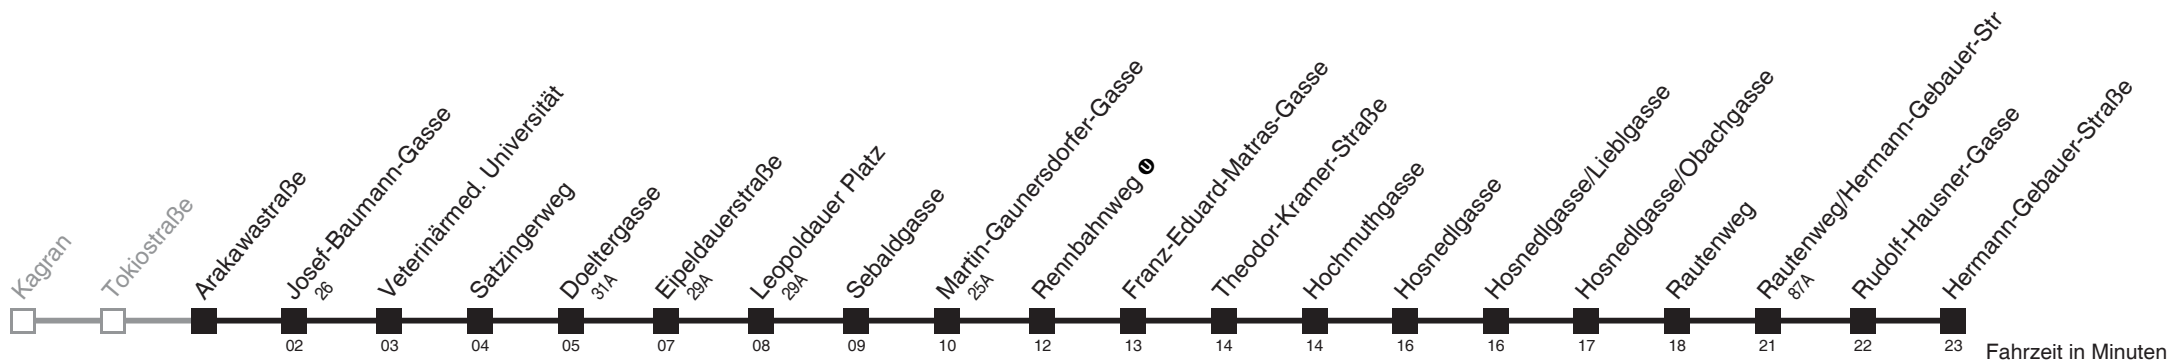 Kagran
Tokiostraße
Arakawastraße
Josef-Baumann-Gasse
26
Veterinärmed. Universität
Satzingerweg
Doeltergasse
31A
Eipeldauerstraße
29A
Leopoldauer Platz
29A
Sebaldgasse
Martin-Gaunersdorfer-Gasse
25A
Rennbahnweg U
Franz-Eduard-Matras-Gasse
Theodor-Kramer-Straße
Hochmuthgasse
Hosnedlgasse
Hosnedlgasse/Lieblgasse
Hosnedlgasse/Obachgasse
Rautenweg
Rautenweg/Hermann-Gebauer-Str
87A
Rudolf-Hausner-Gasse
Hermann-Gebauer-Straße
02 03 04 05 07 08 09 10 12 13 14 14 16 16 17 18 21 22 23 Fahrzeit in Minuten